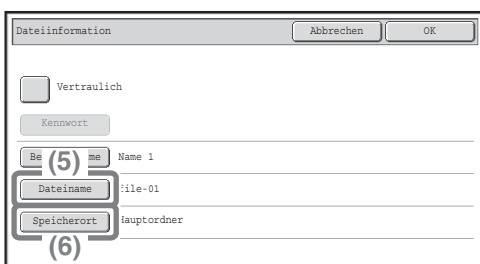 Dateiinformation Abbrechen OK
Vertraulich
Kennwort
(5) Name 1
Dateiname ile-01
Speicherort auptordner
(6)